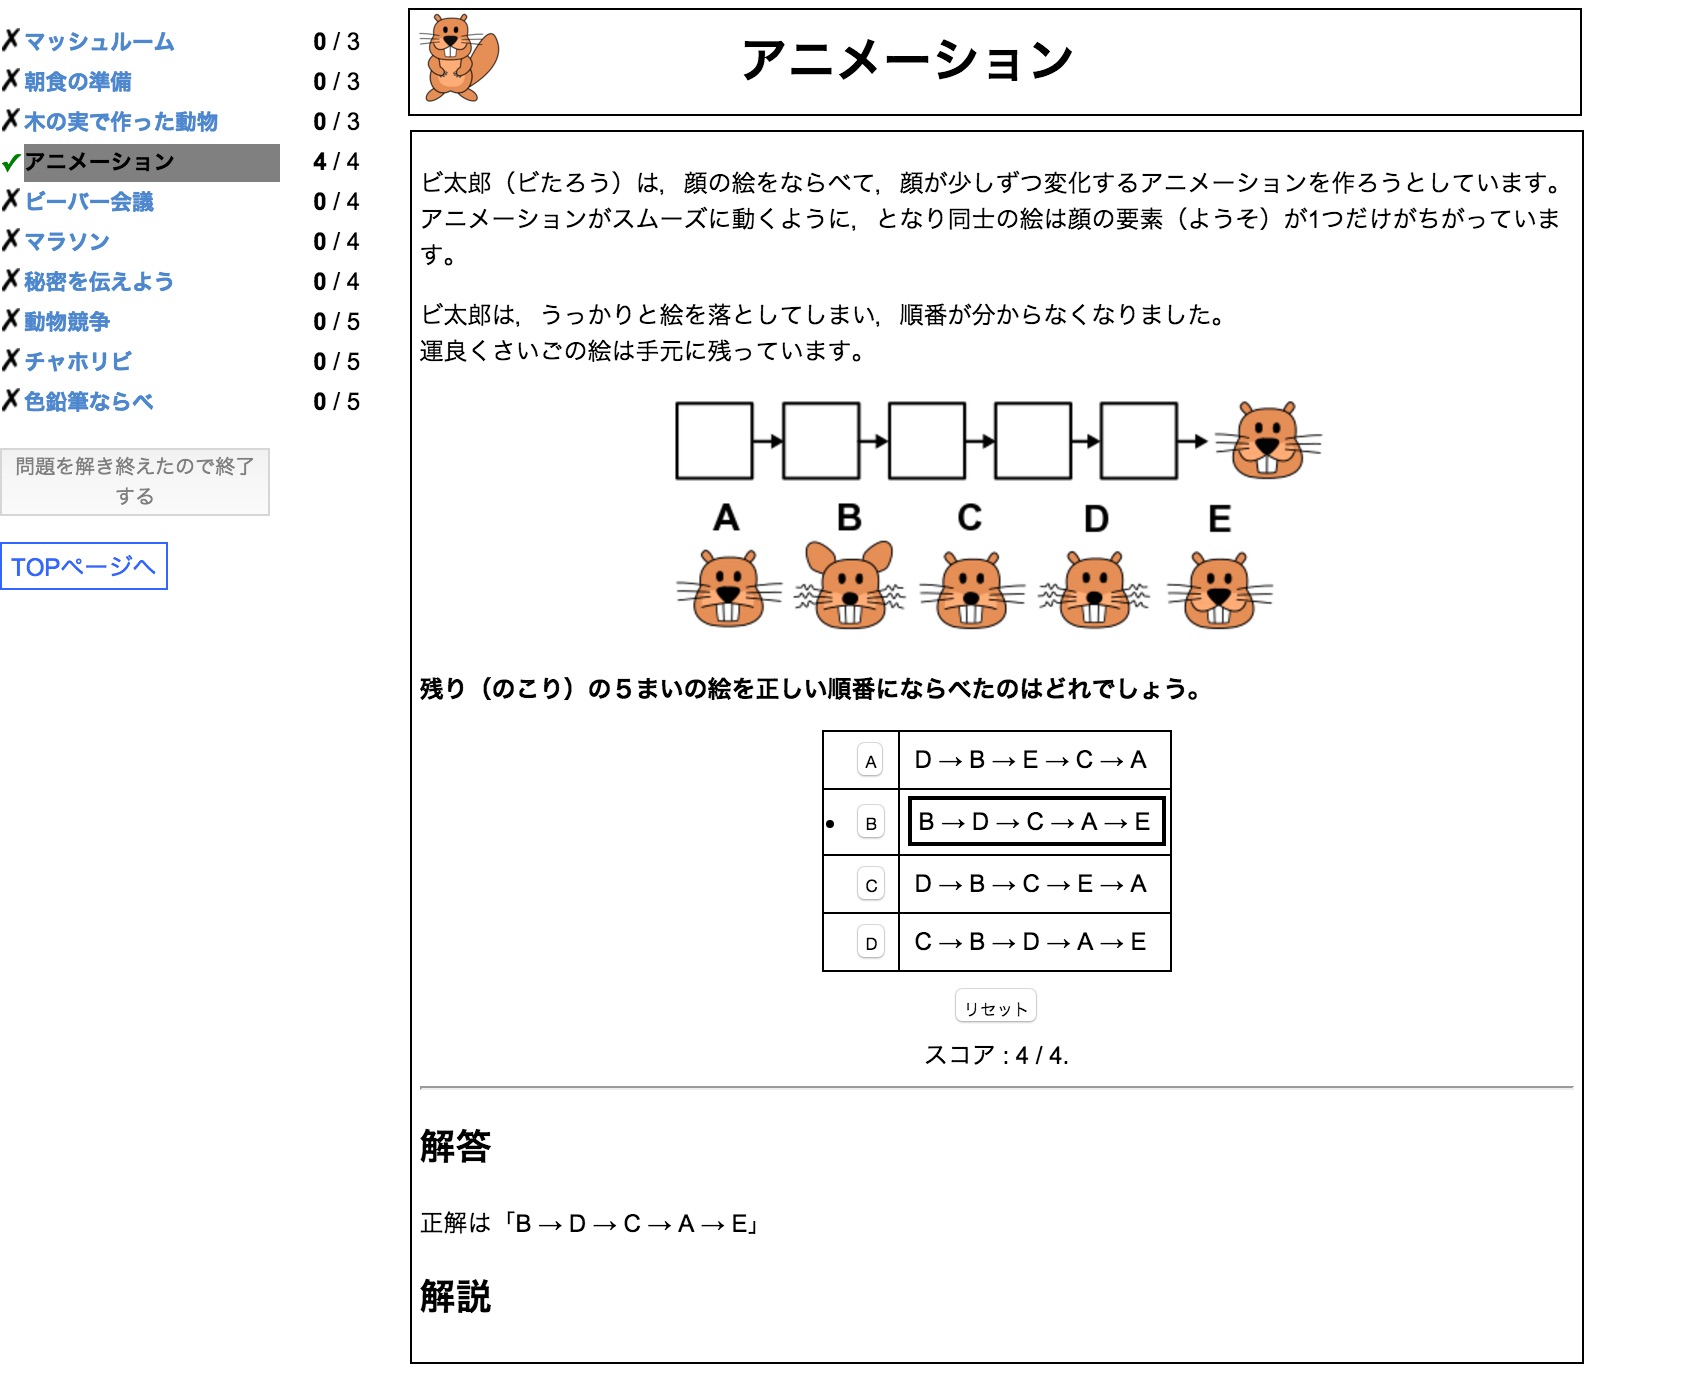 ✗マッシュルーム 0 / 3
✗朝食の準備 0 / 3
✗木の実で作った動物 0 / 3
✓アニメーション 4 / 4
✗ビーバー会議 0 / 4
✗マラソン 0 / 4
✗秘密を伝えよう 0 / 4
✗動物競争 0 / 5
✗チャホリビ 0 / 5
✗色鉛筆ならべ 0 / 5
問題を解き終えたので終了
する
TOPページへ
アニメーション
ビ太郎（ビたろう）は，顔の絵をならべて，顔が少しずつ変化するアニメーションを作ろうとしています。
アニメーションがスムーズに動くように，となり同士の絵は顔の要素（ようそ）が1つだけがちがっていま
す。
ビ太郎は，うっかりと絵を落としてしまい，順番が分からなくなりました。
運良くさいごの絵は手元に残っています。
A B C D E
残り（のこり）の５まいの絵を正しい順番にならべたのはどれでしょう。
A D → B → E → C → A
• B B → D → C → A → E
C D → B → C → E → A
D C → B → D → A → E
リセット
スコア : 4 / 4.
解答
正解は「B → D → C → A → E」
解説